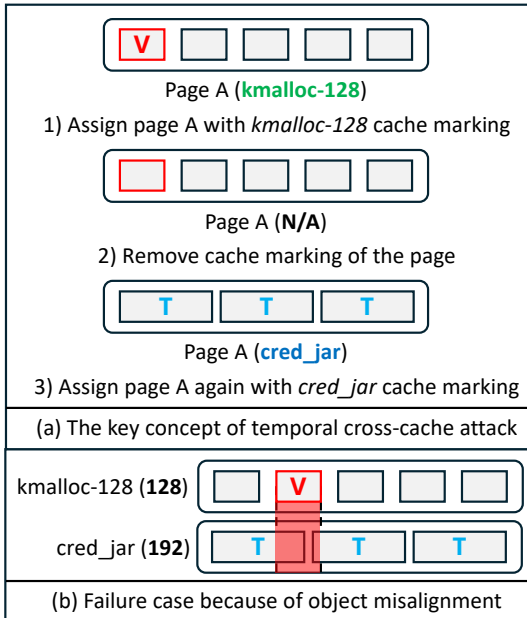 V
Page A (kmalloc-128)
1) Assign page A with kmalloc-128 cache marking
Page A (N/A)
2) Remove cache marking of the page
T T T
Page A (cred_jar)
3) Assign page A again with cred_jar cache marking
(a) The key concept of temporal cross-cache attack
kmalloc-128 (128) V
cred_jar (192) T T T
(b) Failure case because of object misalignment